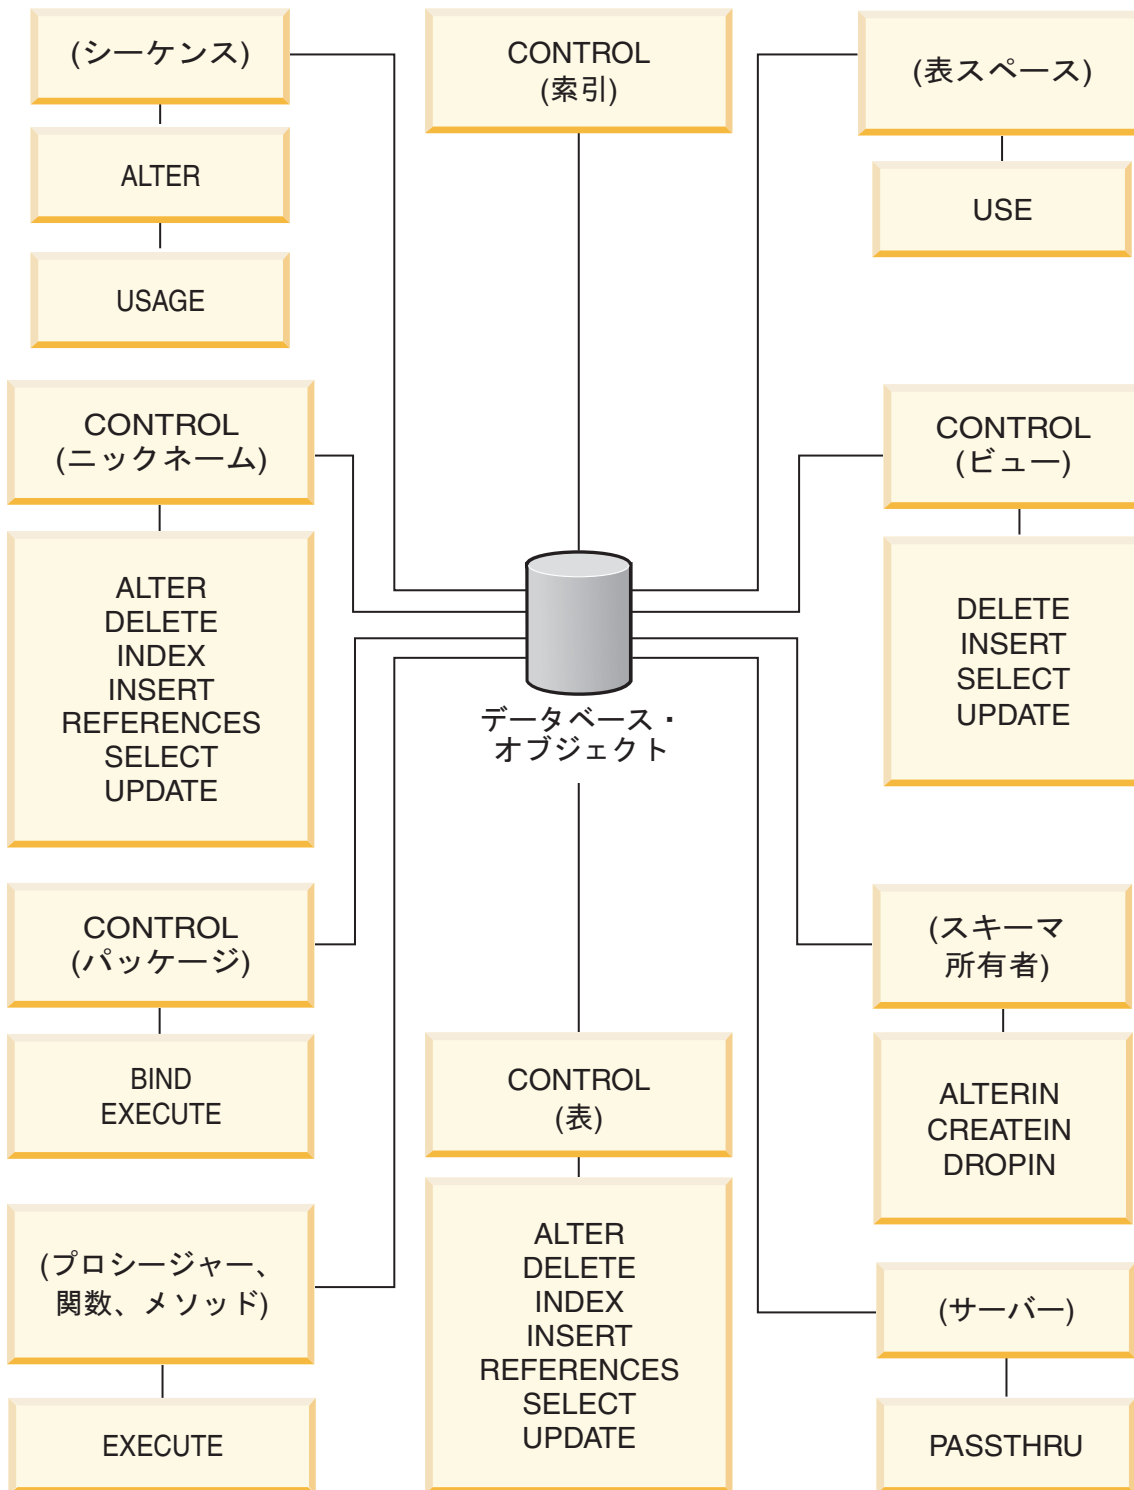 (シーケンス)
ALTER
USAGE
CONTROL
(索引)
(表スペース)
USE
CONTROL
(ニックネーム)
ALTER
DELETE
INDEX
INSERT
REFERENCES
SELECT
UPDATE
CONTROL
(ビュー)
DELETE
INSERT
SELECT
UPDATE
データベース・
オブジェクト
CONTROL
(パッケージ)
BIND
EXECUTE
(スキーマ
所有者)
ALTERIN
CREATEIN
DROPIN
CONTROL
(表)
ALTER
DELETE
INDEX
INSERT
REFERENCES
SELECT
UPDATE
(プロシージャー、
関数、メソッド)
EXECUTE
(サーバー)
PASSTHRU